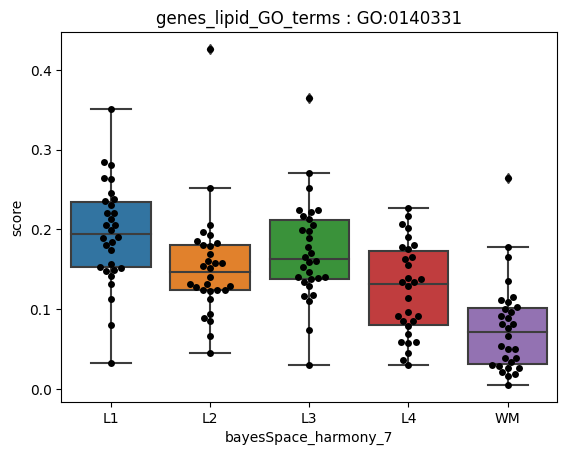 genes_lipid_GO_terms : GO:0140331
score
0.4
0.3
0.2
0.1
0.0
L1 L2 L3 L4 WM
bayesSpace_harmony_7